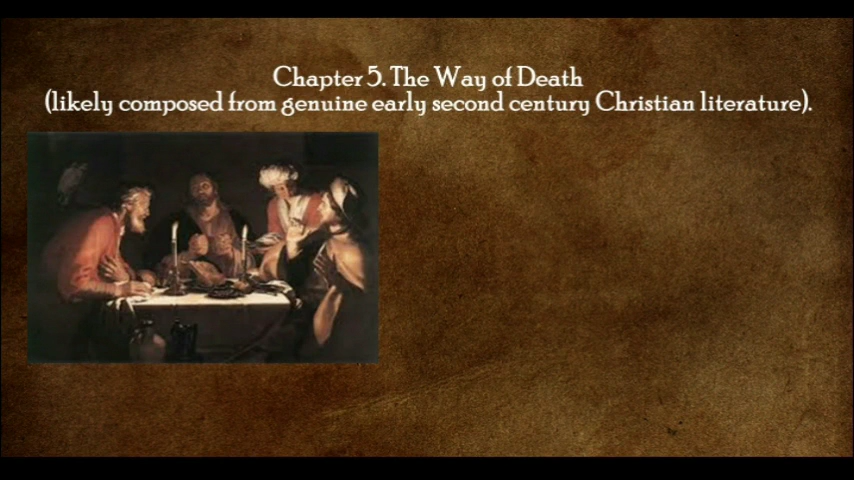 Chapter 5. The Way of Death
(likely composed from genuine early second century Christian literature).